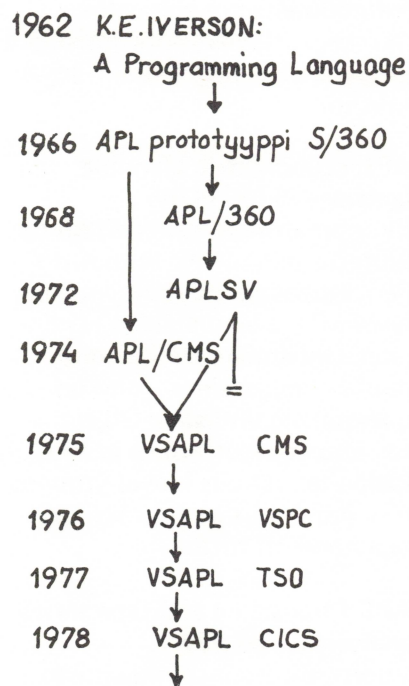 1962 K.E.IVERSON:
A Programming Language
1966 APL prototyyppi S/360
1968 APL/360
1972 APLSV
1974 APL/CMS
1975 VSAPL CMS
1976 VSAPL VSPC
1977 VSAPL TSO
1978 VSAPL CICS